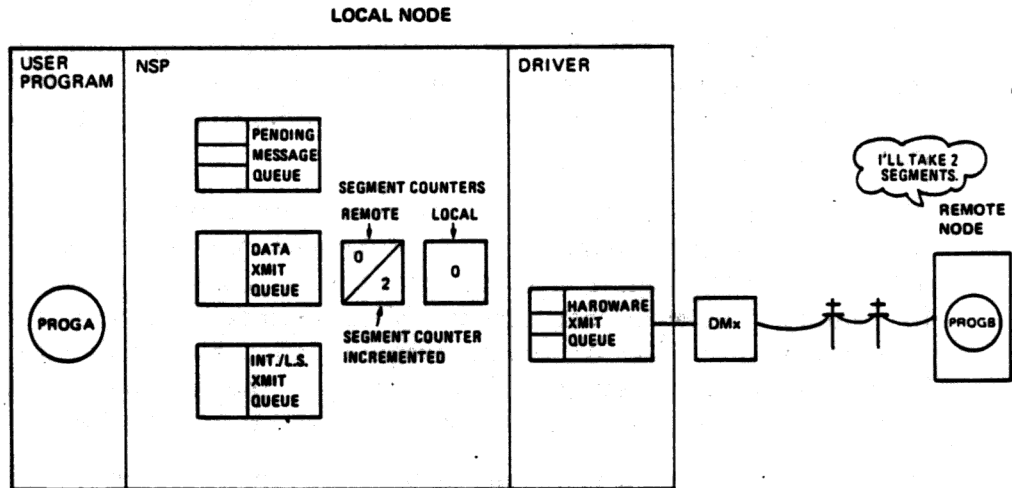 LOCAL NODE
USER
PROGRAM
NSP
DRIVER
PENDING
MESSAGE
QUEUE
SEGMENT COUNTERS
REMOTE
LOCAL
DATA
XMIT
QUEUE
0
2
0
SEGMENT COUNTER
INCREMENTED
INT./L.S.
XMIT
QUEUE
PROGA
HARDWARE
XMIT
QUEUE
DMx
I'LL TAKE 2
SEGMENTS.
REMOTE
NODE
PROGB